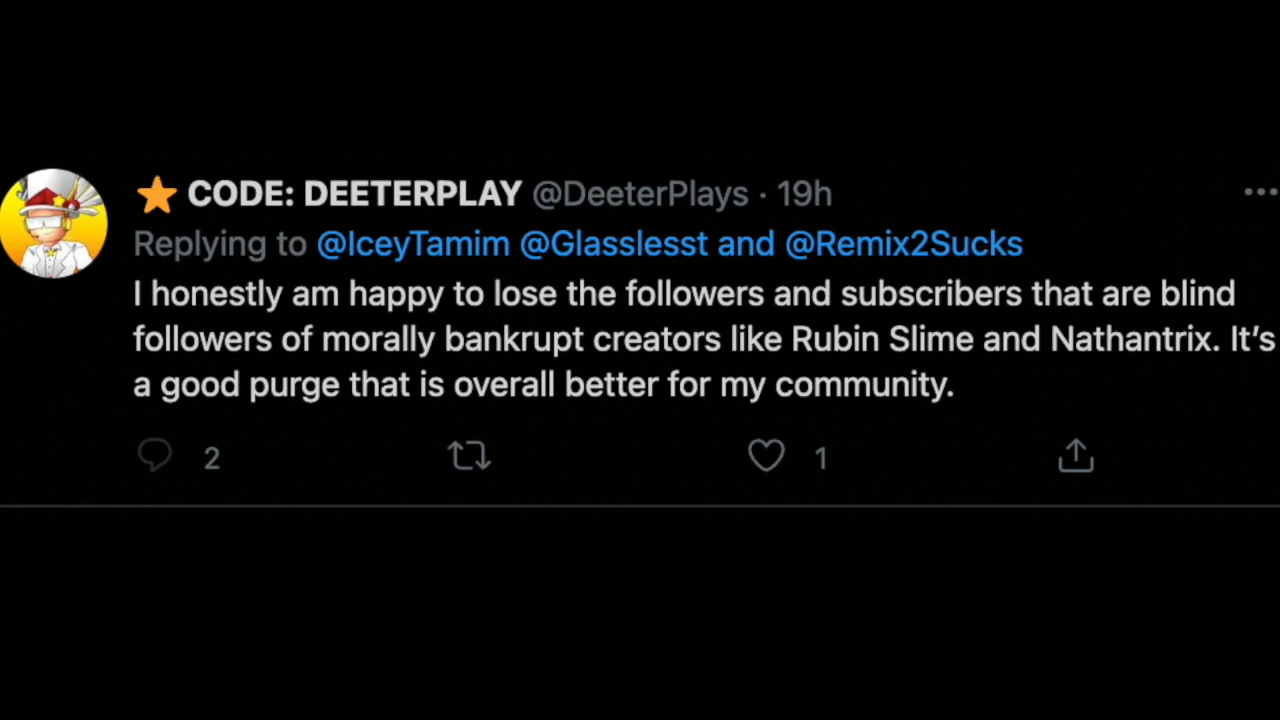 ⭐ CODE: DEETERPLAY @DeeterPlays · 19h
Replying to @IceyTamim @Glasslesst and @Remix2Sucks
I honestly am happy to lose the followers and subscribers that are blind
followers of morally bankrupt creators like Rubin Slime and Nathantrix. It’s
a good purge that is overall better for my community.
2 1